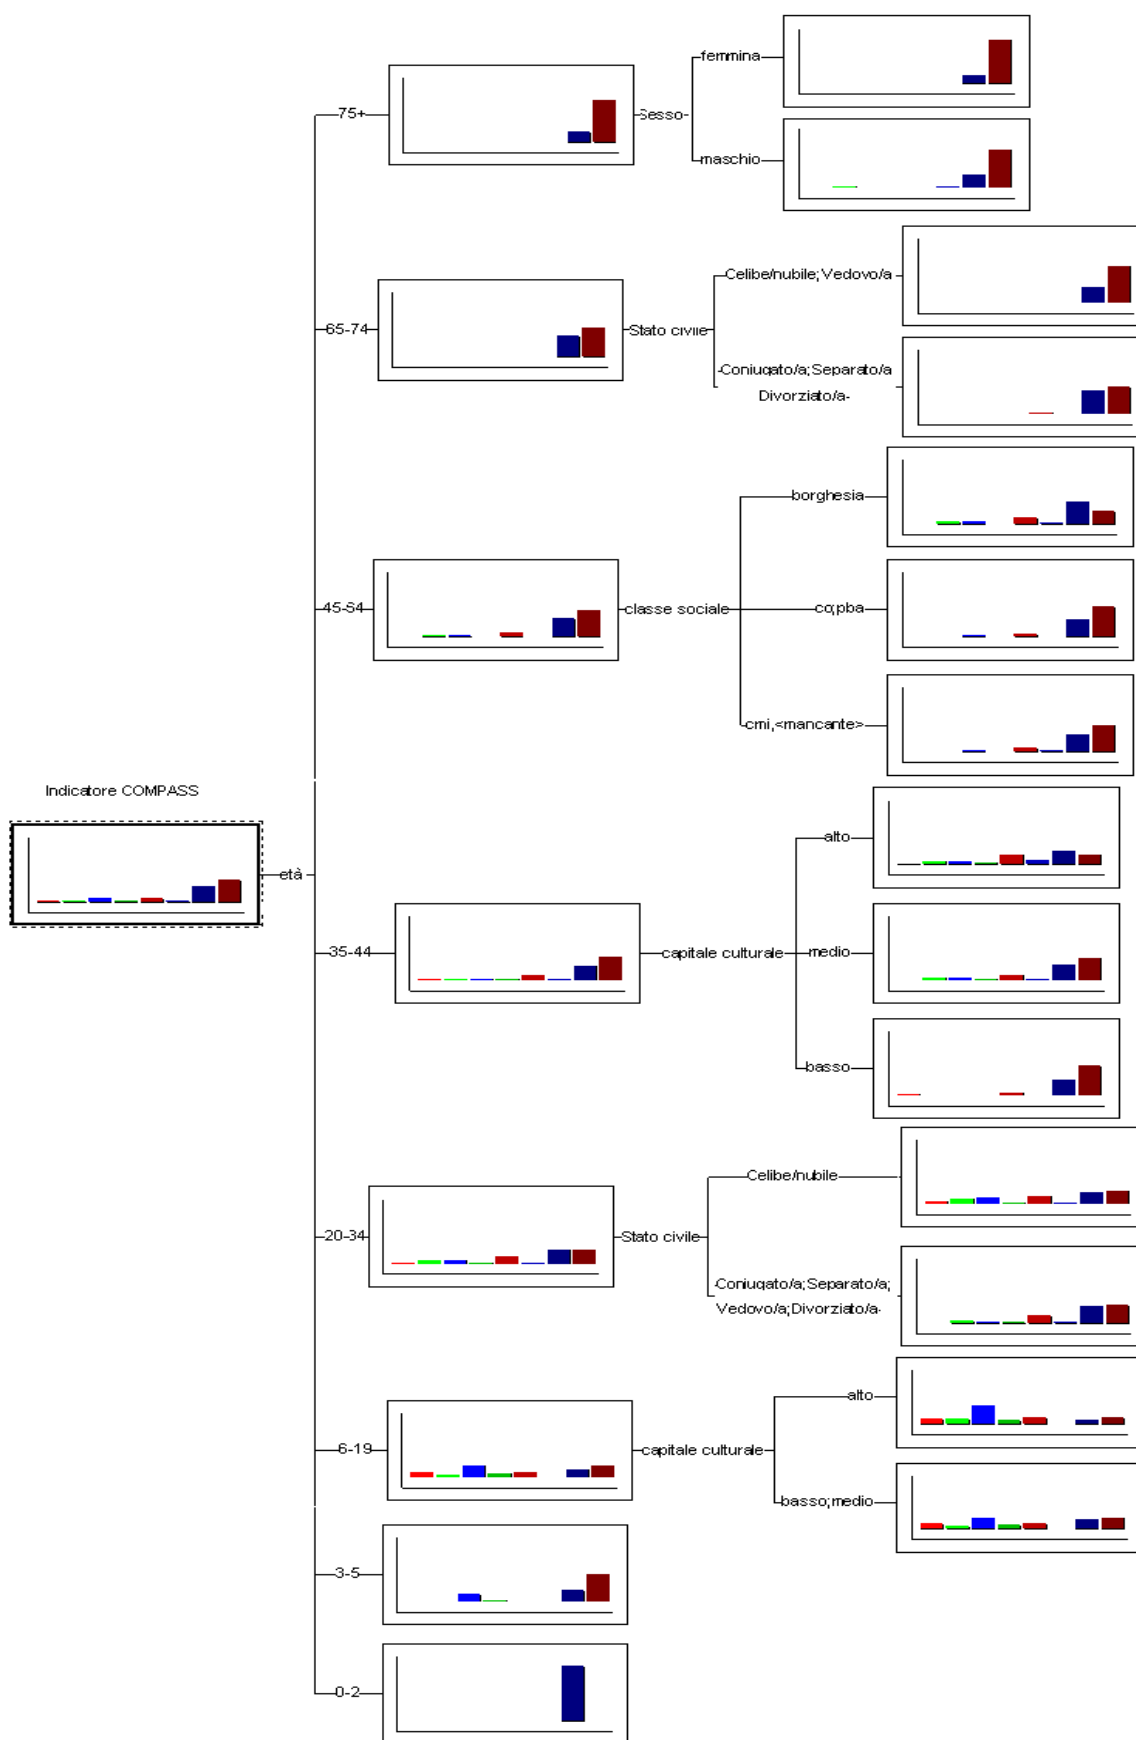 femmina
75+
Sesso
maschio
Celibe/nubile;Vedovo/a
65-74
Stato civile
Coniugato/a;Separato/a
Divorziato/a
borghesia
45-64
classe sociale
cq;pba
cmi,<mancante>
Indicatore COMPASS
alto
età
35-44
capitale culturale
medio
basso
Celibe/nubile
20-34
Stato civile
Coniugato/a;Separato/a;
Vedovo/a;Divorziato/a
alto
6-19
capitale culturale
basso;medio
3-5
0-2